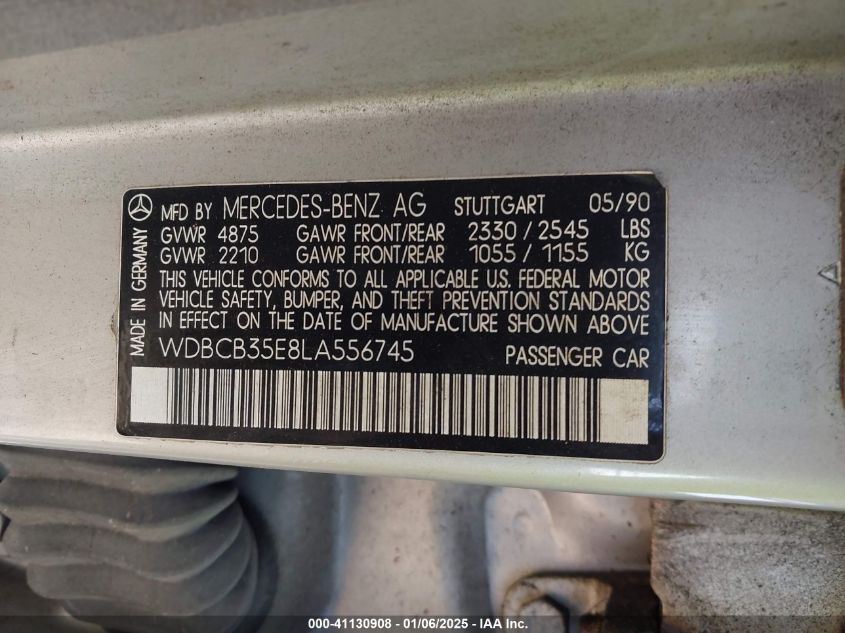 MFD BY MERCEDES-BENZ AG STUTTGART 05/90
GVWR 4875 GAWR FRONT/REAR 2330 / 2545 LBS
GVWR 2210 GAWR FRONT/REAR 1055 / 1155 KG
THIS VEHICLE CONFORMS TO ALL APPLICABLE U.S. FEDERAL MOTOR
VEHICLE SAFETY, BUMPER, AND THEFT PREVENTION STANDARDS
IN EFFECT ON THE DATE OF MANUFACTURE SHOWN ABOVE
WDBCB35E8LA556745 PASSENGER CAR
MADE IN GERMANY
000-41130908 - 01/06/2025 - IAA Inc.